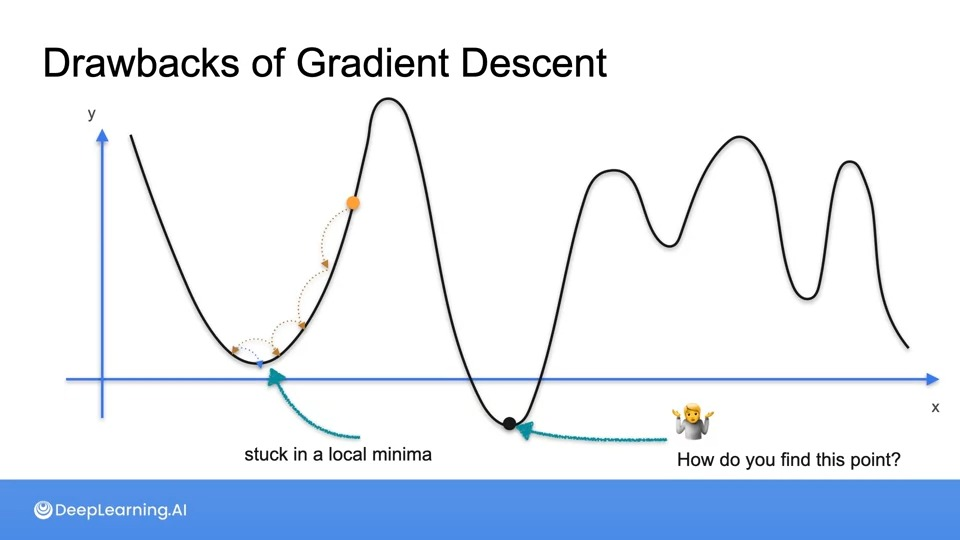 Drawbacks of Gradient Descent
y
x
stuck in a local minima
How do you find this point?
DeepLearning.AI